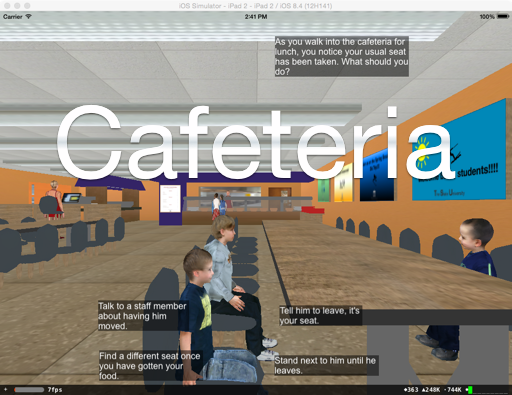 iOS Simulator - iPad 2 - iPad 2 / iOS 8.4 (12H141)
Carrier
2:41 PM
100%
As you walk into the cafeteria for
lunch, you notice your usual seat
has been taken. What should you
do?
Cafeteria
students!!!!
Talk to a staff member
about having him
moved.
Tell him to leave, it's
your seat.
Find a different seat once
you have gotten your
food.
Stand next to him until he
leaves.
+
7fps
363 ▲248K 744K